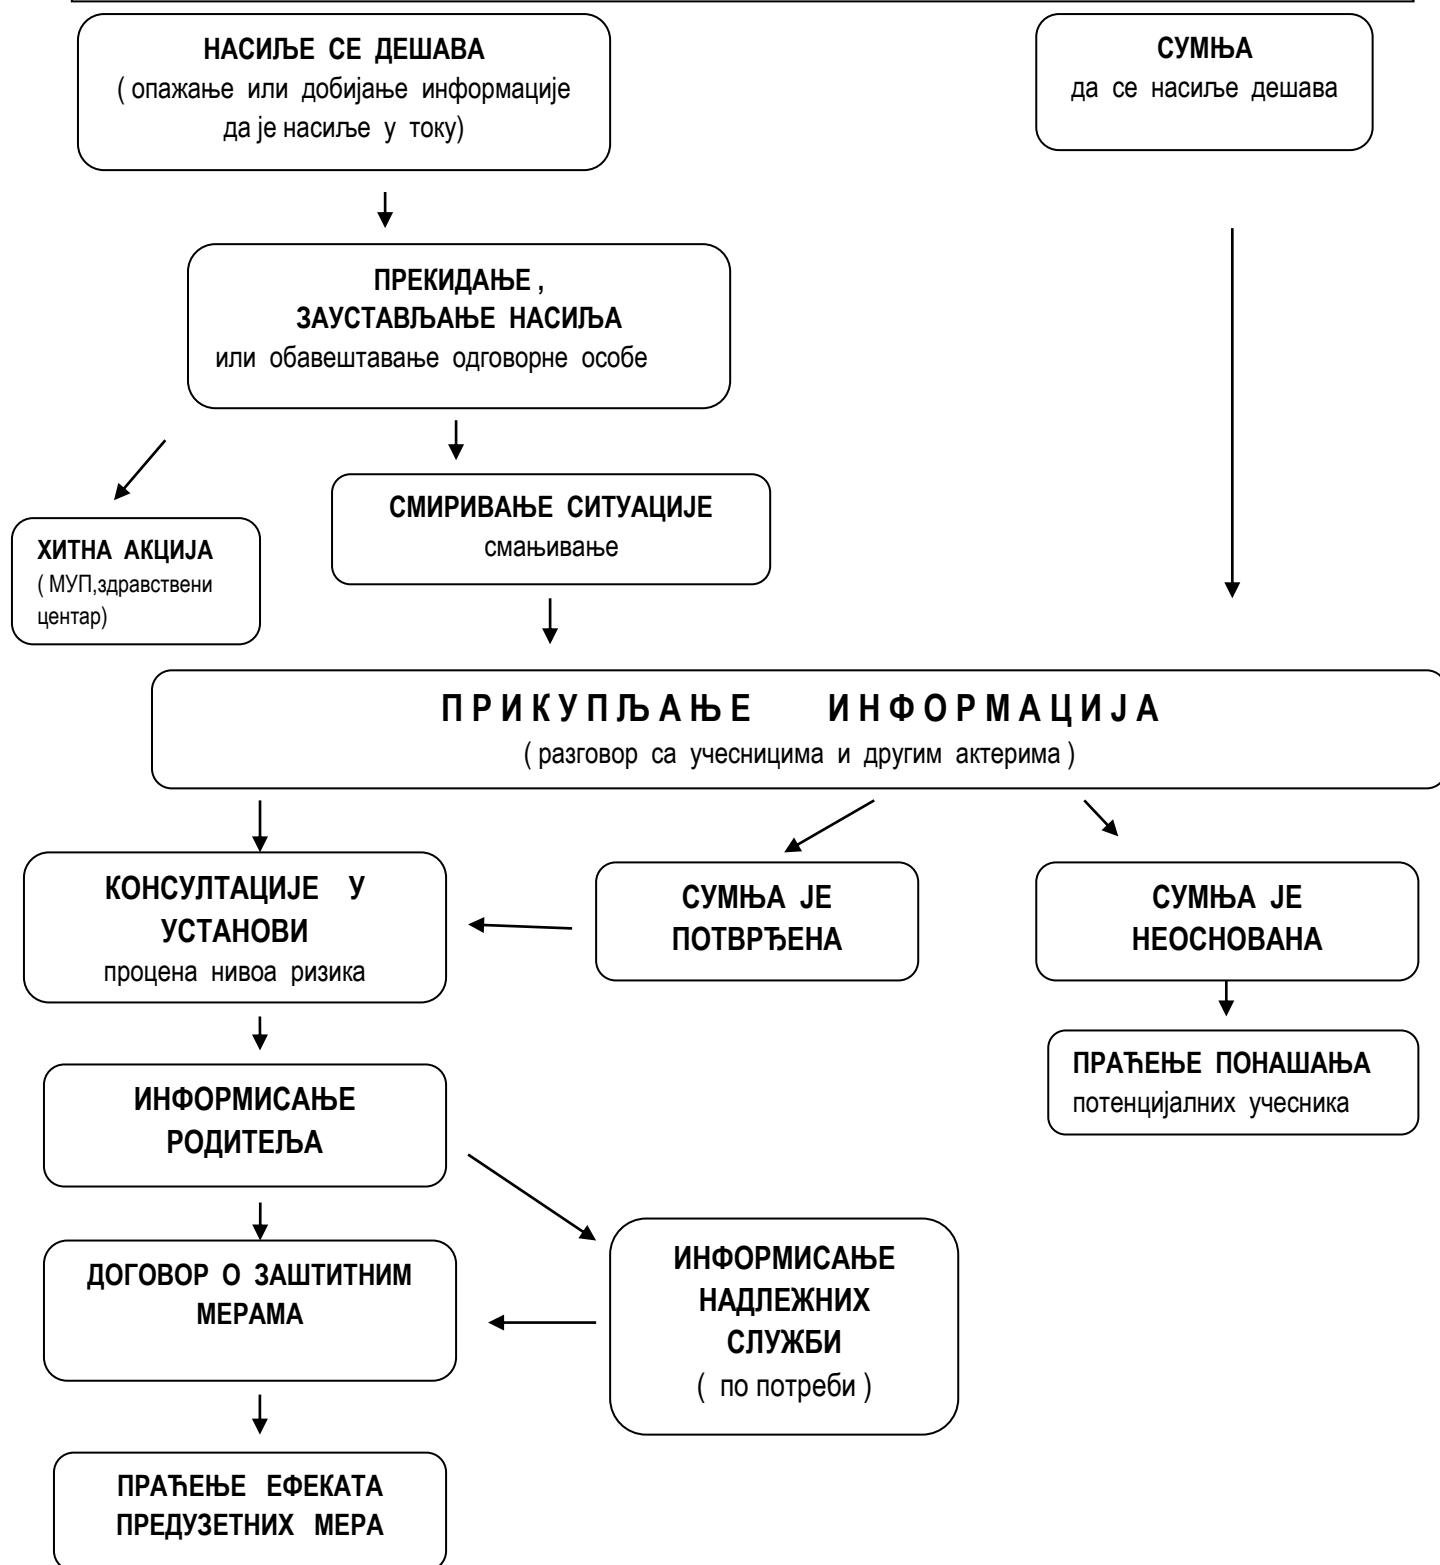 НАСИЉЕ СЕ ДЕШАВА
( опажање или добијање информације
да је насиље у току)
СУМЊА
да се насиље дешава
ПРЕКИДАЊЕ ,
ЗАУСТАВЉАЊЕ НАСИЉА
или обавештавање одговорне особе
СМИРИВАЊЕ СИТУАЦИЈЕ
смањивање
ХИТНА АКЦИЈА
( МУП,здравствени
центар)
ПРИКУПЉАЊЕ ИНФОРМАЦИЈА
( разговор са учесницима и другим актерима )
КОНСУЛТАЦИЈЕ У
УСТАНОВИ
процена нивоа ризика
СУМЊА ЈЕ
ПОТВРЂЕНА
СУМЊА ЈЕ
НЕОСНОВАНА
ПРАЋЕЊЕ ПОНАШАЊА
потенцијалних учесника
ИНФОРМИСАЊЕ
РОДИТЕЉА
ИНФОРМИСАЊЕ
НАДЛЕЖНИХ
СЛУЖБИ
( по потреби )
ДОГОВОР О ЗАШТИТНИМ
МЕРАМА
ПРАЋЕЊЕ ЕФЕКАТА
ПРЕДУЗЕТНИХ МЕРА